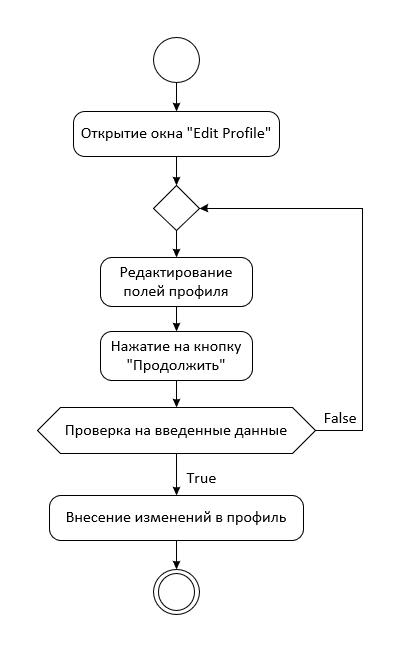 Открытие окна "Edit Profile"
Редактирование
полей профиля
Нажатие на кнопку
"Продолжить"
False
Проверка на введенные данные
True
Внесение изменений в профиль